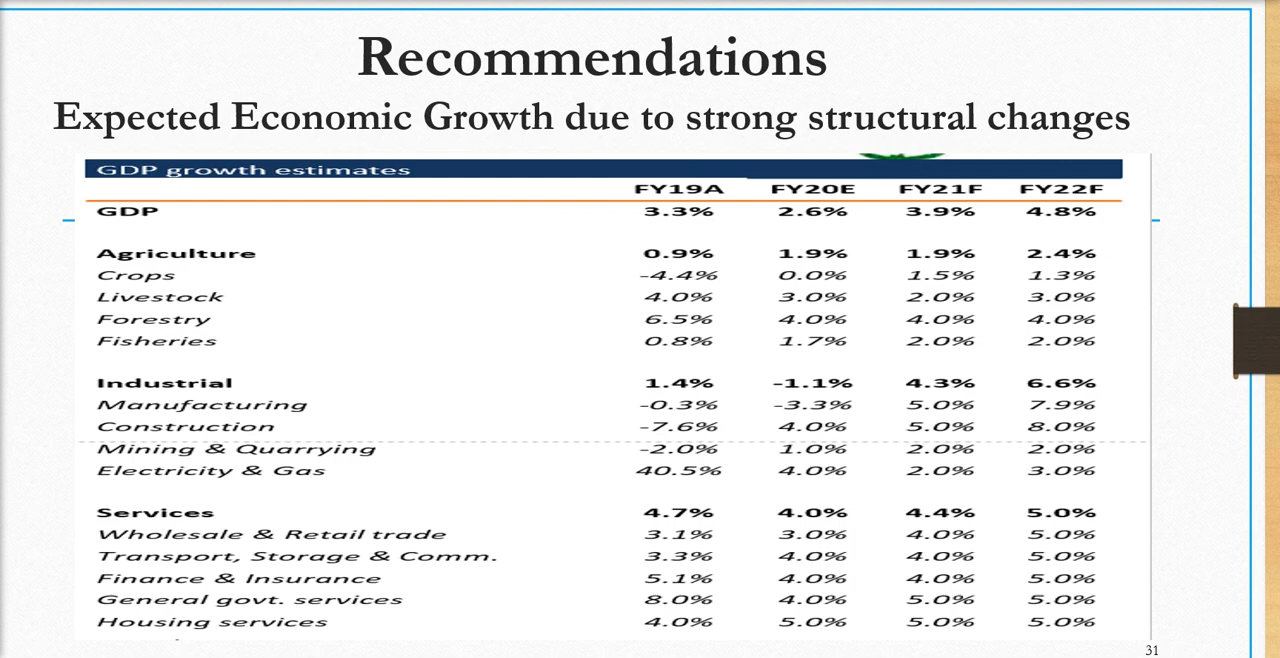 Recommendations
Expected Economic Growth due to strong structural changes
GDP growth estimates
FY19A FY20E FY21F FY22F
GDP 3.3% 2.6% 3.9% 4.8%
Agriculture 0.9% 1.9% 1.9% 2.4%
Crops -4.4% 0.0% 1.5% 1.3%
Livestock 4.0% 3.0% 2.0% 3.0%
Forestry 6.5% 4.0% 4.0% 4.0%
Fisheries 0.8% 1.7% 2.0% 2.0%
Industrial 1.4% -1.1% 4.3% 6.6%
Manufacturing -0.3% -3.3% 5.0% 7.9%
Construction -7.6% 4.0% 5.0% 8.0%
Mining & Quarrying -2.0% 1.0% 2.0% 2.0%
Electricity & Gas 40.5% 4.0% 2.0% 3.0%
Services 4.7% 4.0% 4.4% 5.0%
Wholesale & Retail trade 3.1% 3.0% 4.0% 5.0%
Transport, Storage & Comm. 3.3% 4.0% 4.0% 5.0%
Finance & Insurance 5.1% 4.0% 4.0% 5.0%
General govt. services 8.0% 4.0% 5.0% 5.0%
Housing services 4.0% 5.0% 5.0% 5.0%
31